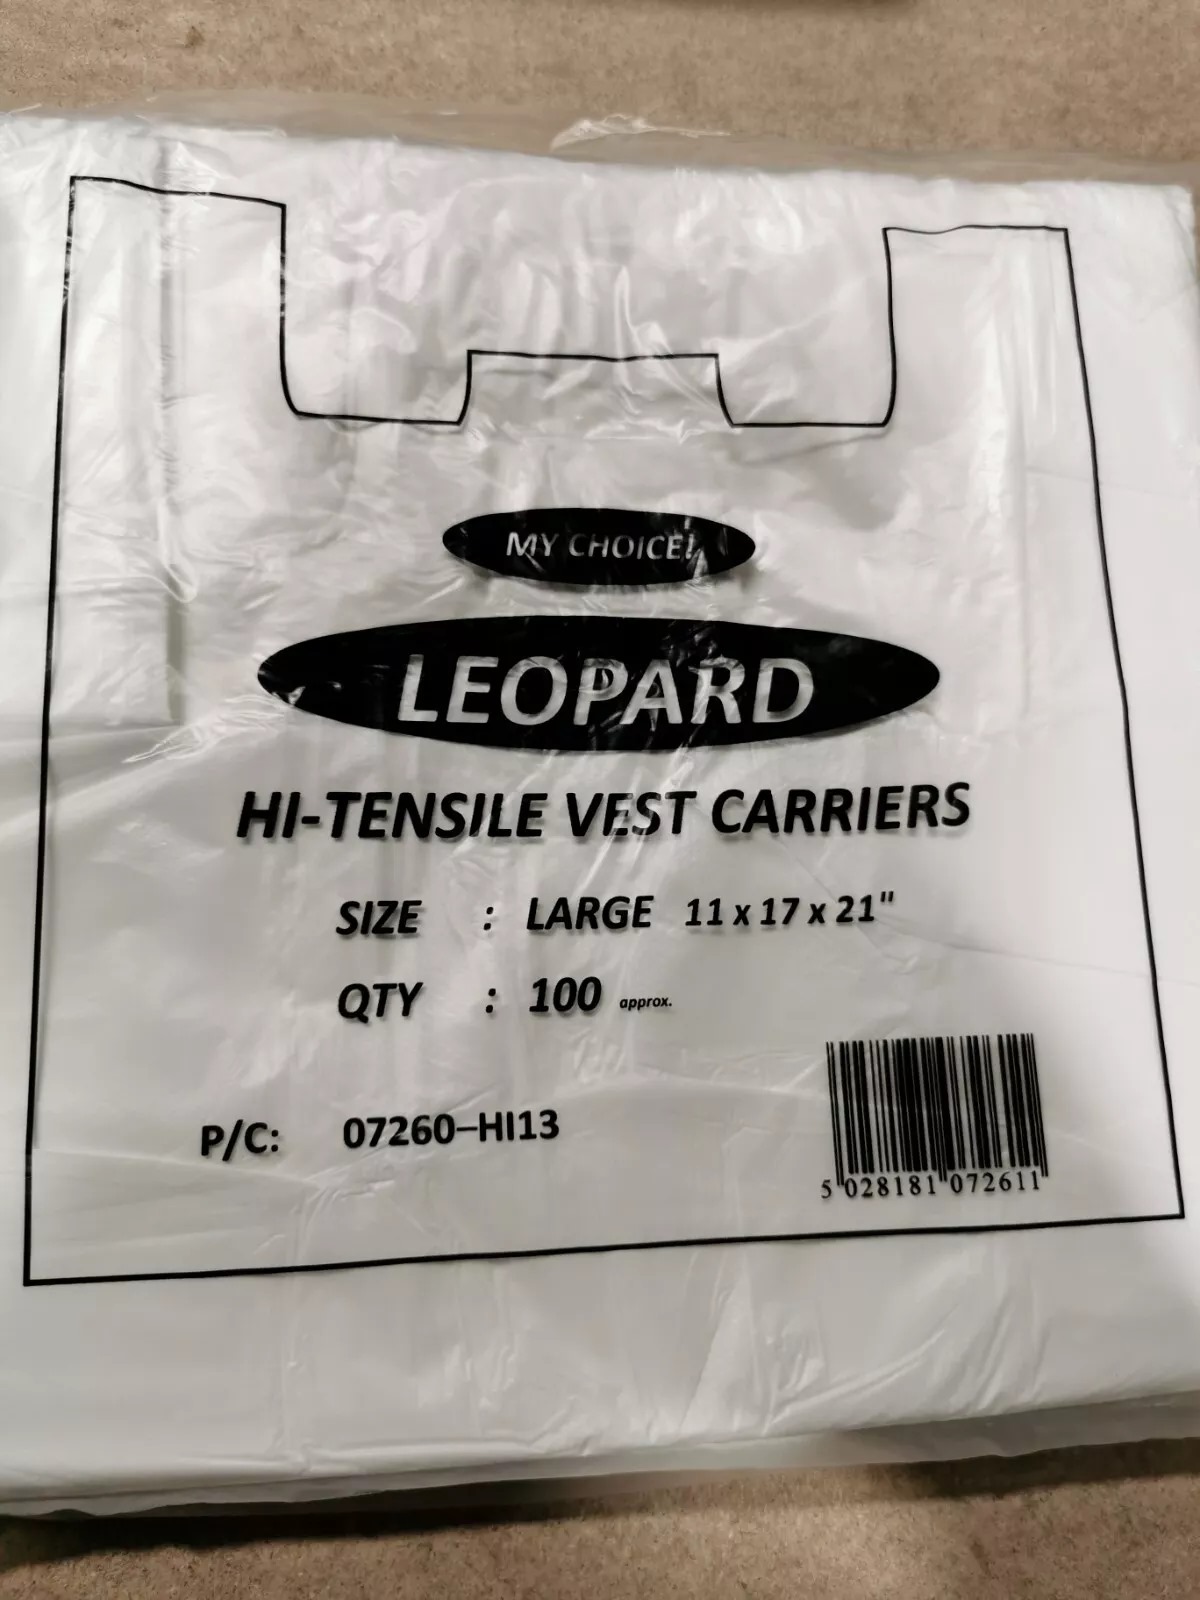 MY CHOICE!
LEOPARD
HI-TENSILE VEST CARRIERS
SIZE : LARGE 11 x 17 x 21"
QTY : 100 approx.
P/C: 07260–HI13
5 028181 072611